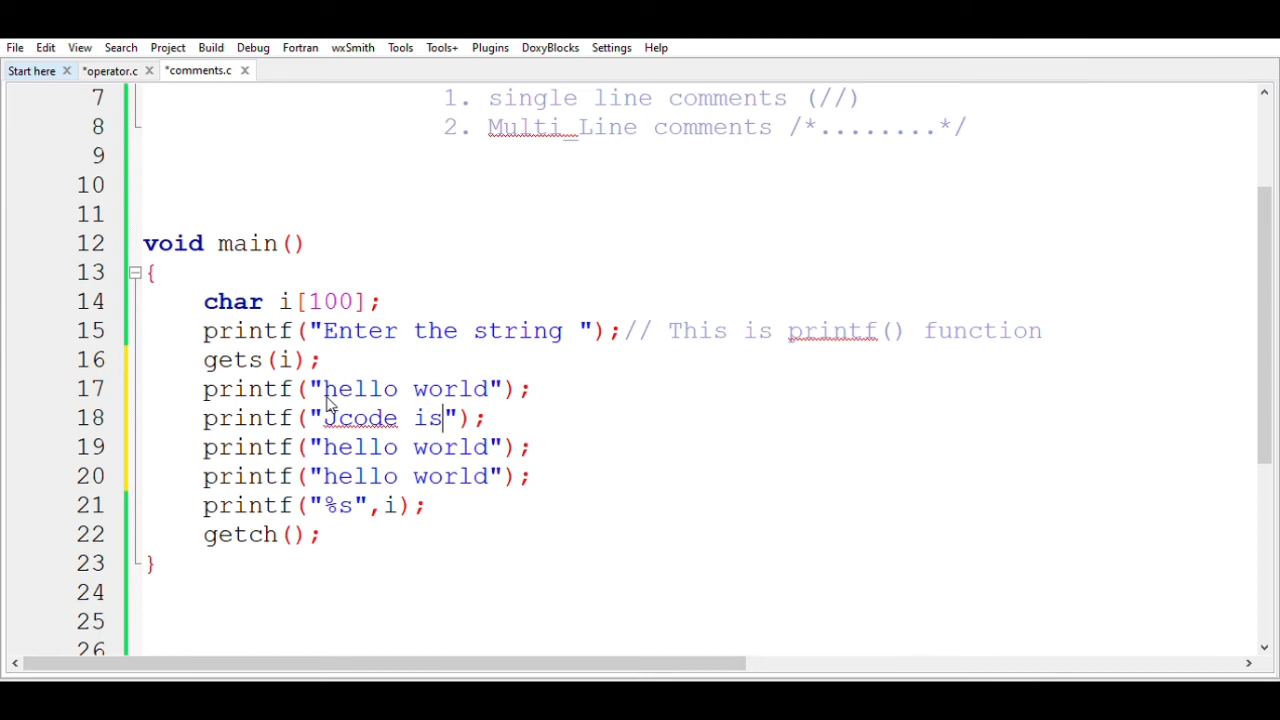 File Edit View Search Project Build Debug Fortran wxSmith Tools Tools+ Plugins DoxyBlocks Settings Help
Start here *operator.c *comments.c
7 1. single line comments (//)
8 2. Multi_Line comments /*........*/
9
10
11
12 void main()
13 {
14 char i[100];
15 printf("Enter the string ");// This is printf() function
16 gets(i);
17 printf("hello world");
18 printf("Jcode is");
19 printf("hello world");
20 printf("hello world");
21 printf("%s",i);
22 getch();
23 }
24
25
26